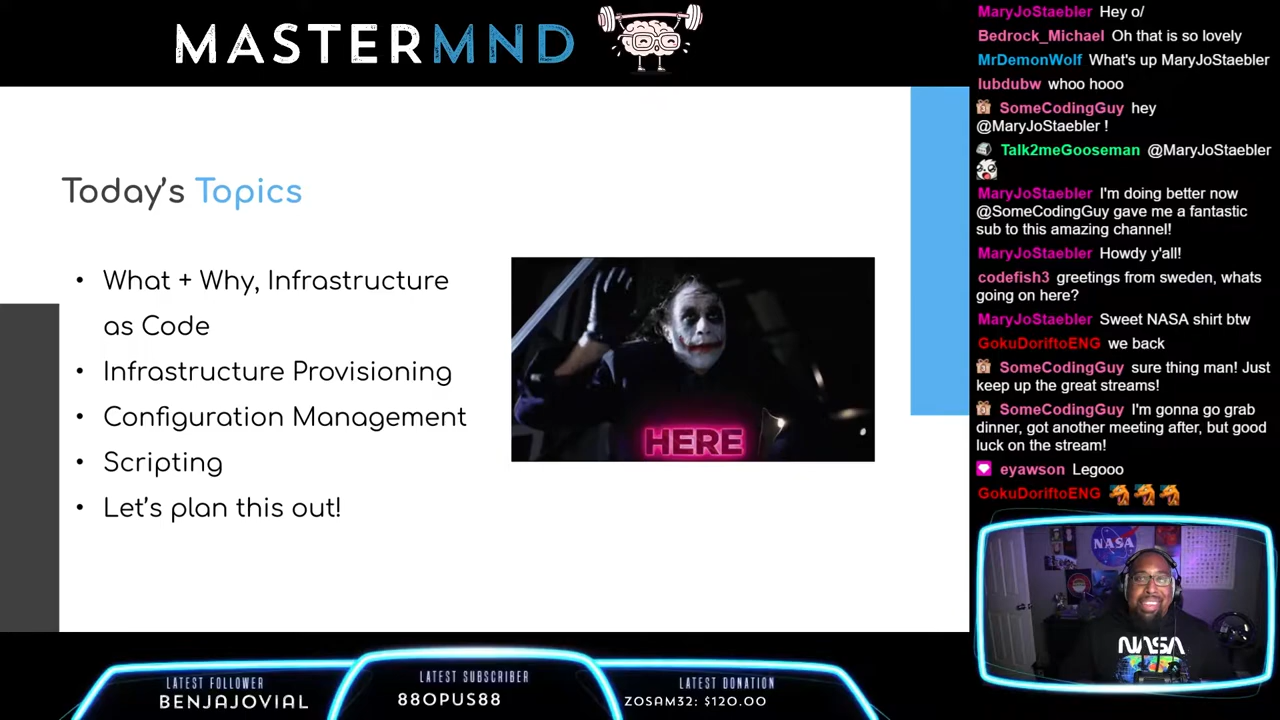 MASTERMND
Today's Topics
• What + Why, Infrastructure
as Code
• Infrastructure Provisioning
• Configuration Management
• Scripting
• Let's plan this out!
HERE
MaryJoStaebler Hey o/
Bedrock_Michael Oh that is so lovely
MrDemonWolf What's up MaryJoStaebler
lubdubw whoo hooo
SomeCodingGuy hey
@MaryJoStaebler !
Talk2meGooseman @MaryJoStaebler
MaryJoStaebler I'm doing better now
@SomeCodingGuy gave me a fantastic
sub to this amazing channel!
MaryJoStaebler Howdy y'all!
codefish3 greetings from sweden, whats
going on here?
MaryJoStaebler Sweet NASA shirt btw
GokuDoriftoENG we back
SomeCodingGuy sure thing man! Just
keep up the great streams!
SomeCodingGuy I'm gonna go grab
dinner, got another meeting after, but good
luck on the stream!
eyawson Legooo
GokuDoriftoENG
NASA
NASA
LATEST FOLLOWER
BENJAJOVIAL
LATEST SUBSCRIBER
88OPUS88
LATEST DONATION
ZOSAM32: $120.00